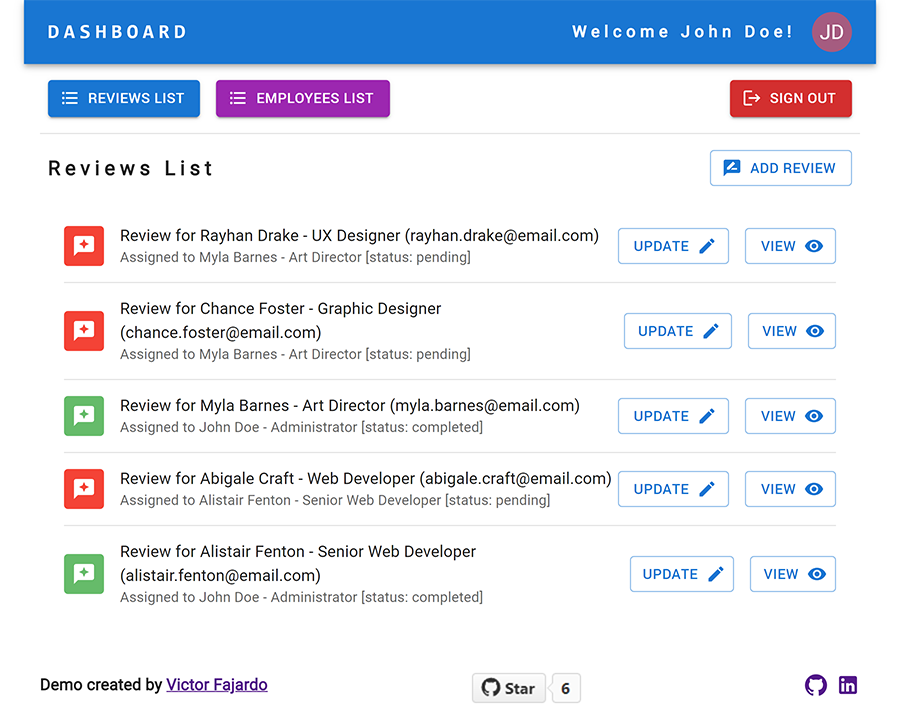 DASHBOARD
Welcome John Doe!
JD
REVIEWS LIST
EMPLOYEES LIST
SIGN OUT
Reviews List
ADD REVIEW
Review for Rayhan Drake - UX Designer (rayhan.drake@email.com)
Assigned to Myla Barnes - Art Director [status: pending]
UPDATE
VIEW
Review for Chance Foster - Graphic Designer
(chance.foster@email.com)
Assigned to Myla Barnes - Art Director [status: pending]
UPDATE
VIEW
Review for Myla Barnes - Art Director (myla.barnes@email.com)
Assigned to John Doe - Administrator [status: completed]
UPDATE
VIEW
Review for Abigale Craft - Web Developer (abigale.craft@email.com)
Assigned to Alistair Fenton - Senior Web Developer [status: pending]
UPDATE
VIEW
Review for Alistair Fenton - Senior Web Developer
(alistair.fenton@email.com)
Assigned to John Doe - Administrator [status: completed]
UPDATE
VIEW
Demo created by Victor Fajardo
Star
6
in